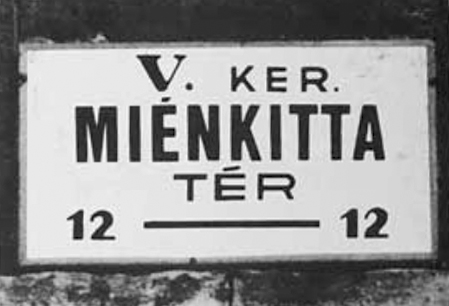 V. KER.
MIÉNKITTA
TÉR
12 — 12